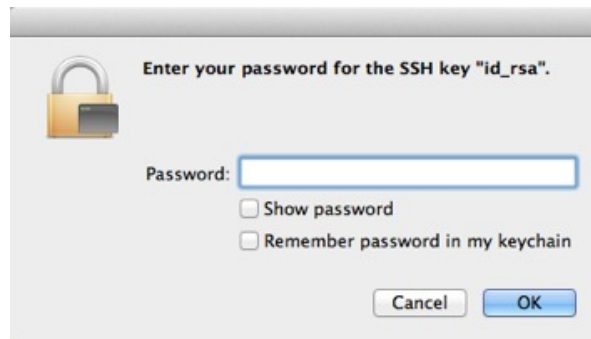 Enter your password for the SSH key "id_rsa".
Password:
Show password
Remember password in my keychain
Cancel OK